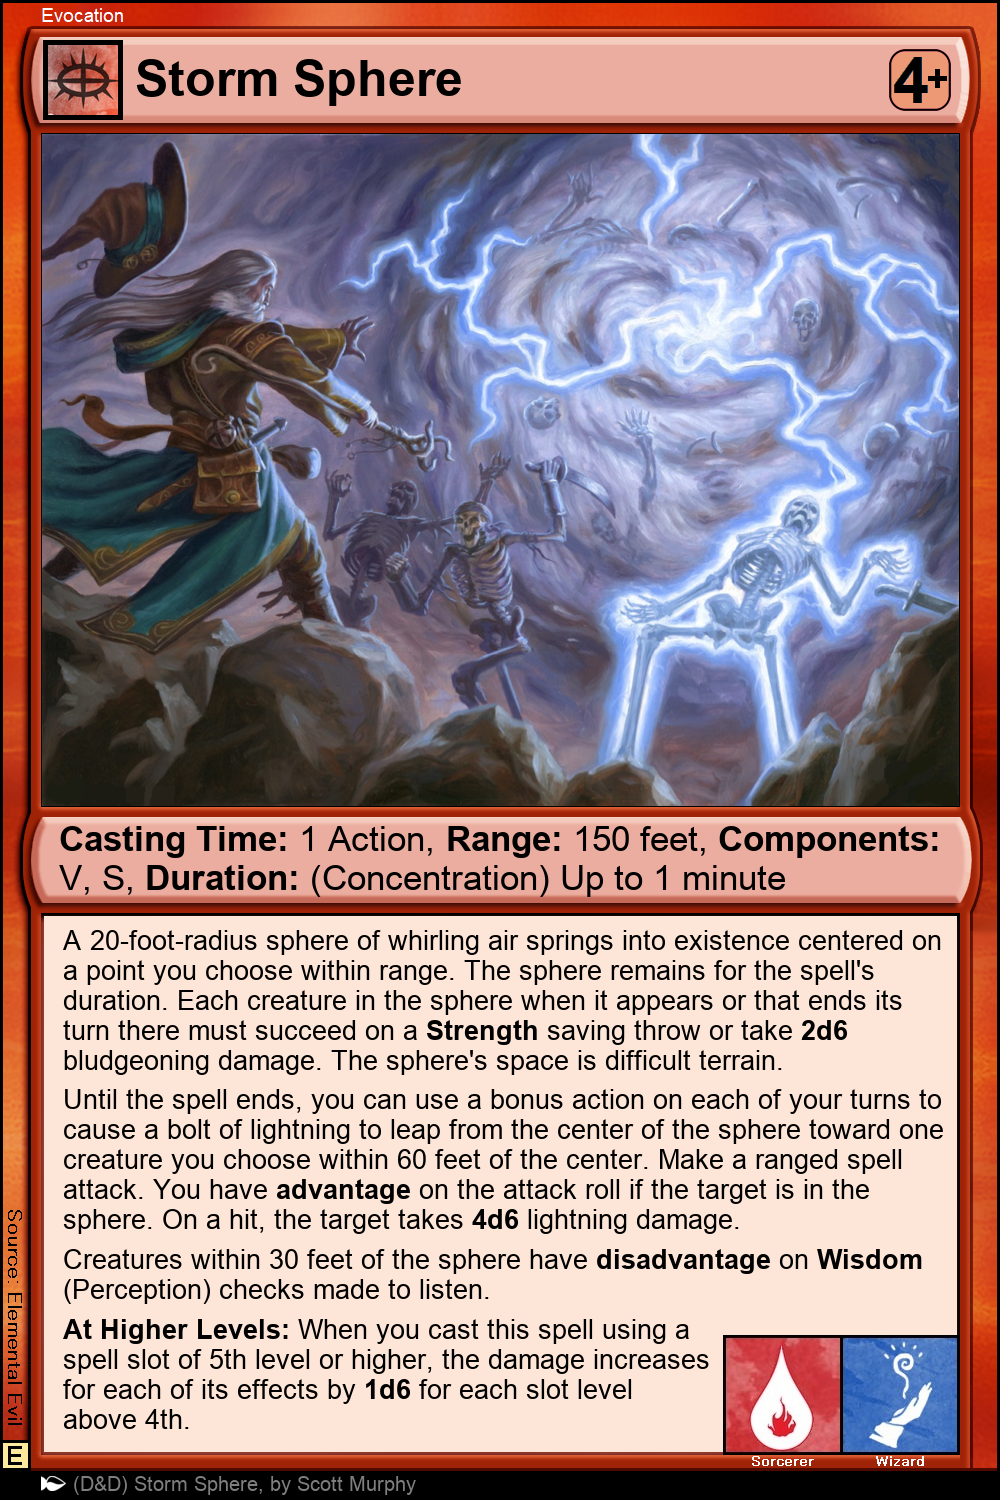 Evocation
Storm Sphere
4+
Casting Time: 1 Action, Range: 150 feet, Components:
V, S, Duration: (Concentration) Up to 1 minute
A 20-foot-radius sphere of whirling air springs into existence centered on
a point you choose within range. The sphere remains for the spell's
duration. Each creature in the sphere when it appears or that ends its
turn there must succeed on a Strength saving throw or take 2d6
bludgeoning damage. The sphere's space is difficult terrain.
Until the spell ends, you can use a bonus action on each of your turns to
cause a bolt of lightning to leap from the center of the sphere toward one
creature you choose within 60 feet of the center. Make a ranged spell
attack. You have advantage on the attack roll if the target is in the
sphere. On a hit, the target takes 4d6 lightning damage.
Creatures within 30 feet of the sphere have disadvantage on Wisdom
(Perception) checks made to listen.
At Higher Levels: When you cast this spell using a
spell slot of 5th level or higher, the damage increases
for each of its effects by 1d6 for each slot level
above 4th.
Source: Elemental Evil
E
Sorcerer
Wizard
(D&D) Storm Sphere, by Scott Murphy